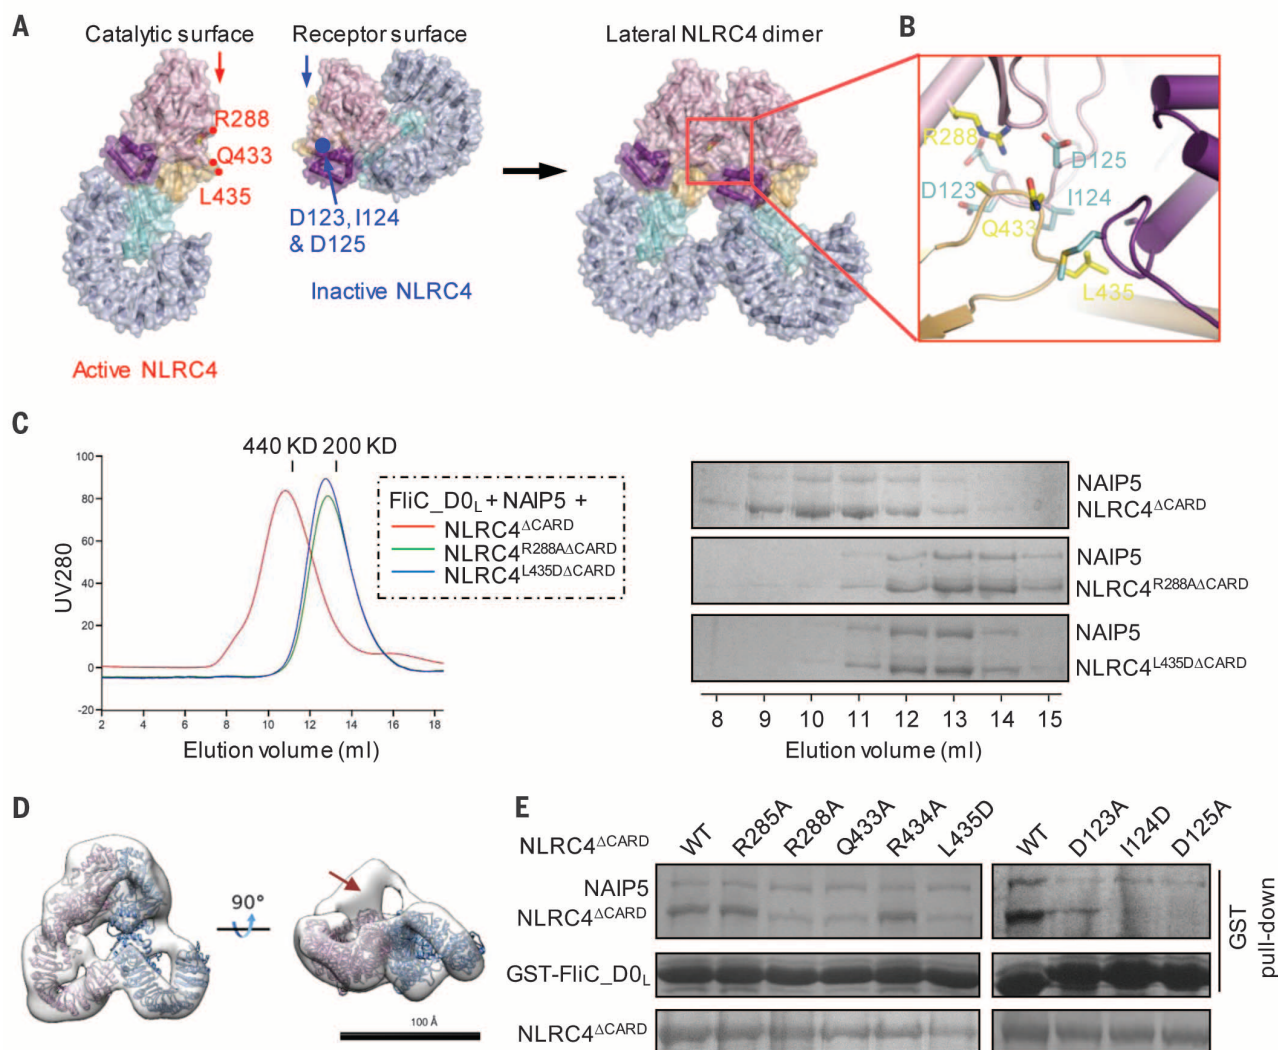 A
Catalytic surface
Receptor surface
Lateral NLRC4 dimer
R288
Q433
L435
D123, I124
& D125
Inactive NLRC4
Active NLRC4
B
R288
D125
D123
I124
Q433
L435
C
440 KD 200 KD
100
80
60
40
20
0
-20
UV280
2 4 6 8 10 12 14 16 18
Elution volume (ml)
FliC_D0L + NAIP5 +
NLRC4ΔCARD
NLRC4R288AΔCARD
NLRC4L435DΔCARD
NAIP5
NLRC4ΔCARD
NAIP5
NLRC4R288AΔCARD
NAIP5
NLRC4L435DΔCARD
8 9 10 11 12 13 14 15
Elution volume (ml)
D
90°
100 Å
E
NLRC4ΔCARD
WT R285A R288A Q433A R434A L435D WT D123A I124D D125A
NAIP5
NLRC4ΔCARD
GST-FliC_D0L
NLRC4ΔCARD
GST
pull-down